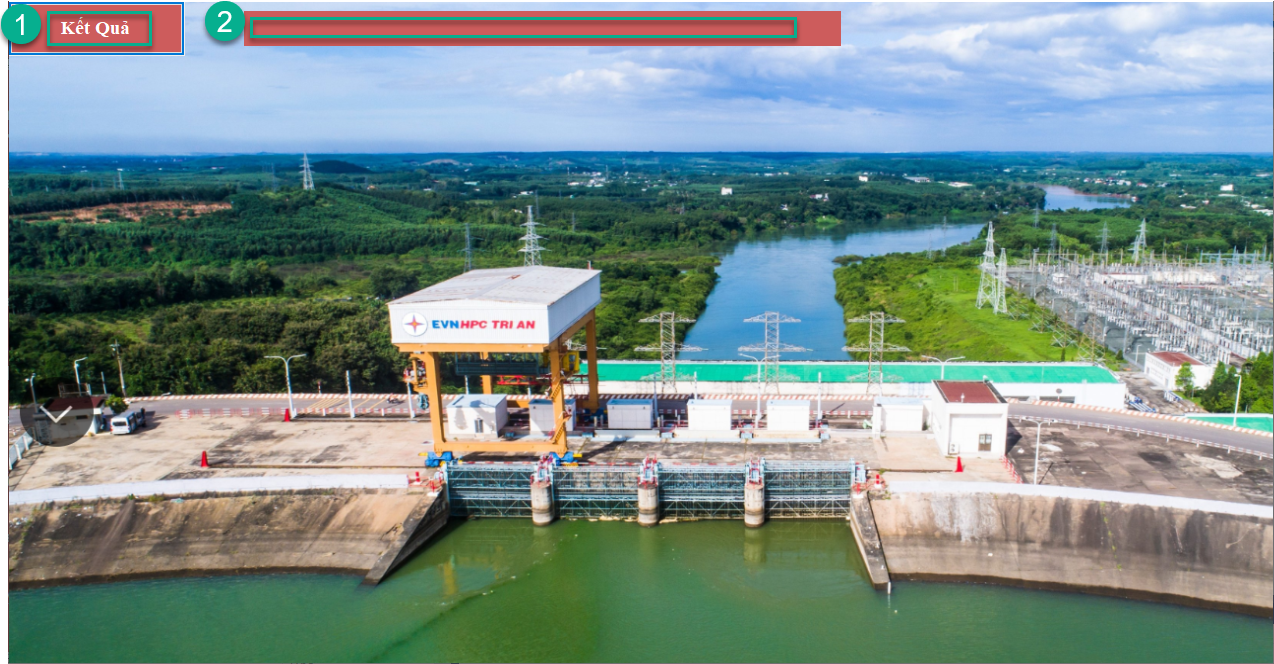 1
Kết Quả
2
EVNHPC TRI AN